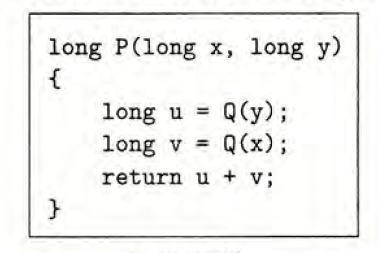 long P(long x, long y)
{
    long u = Q(y);
    long v = Q(x);
    return u + v;
}